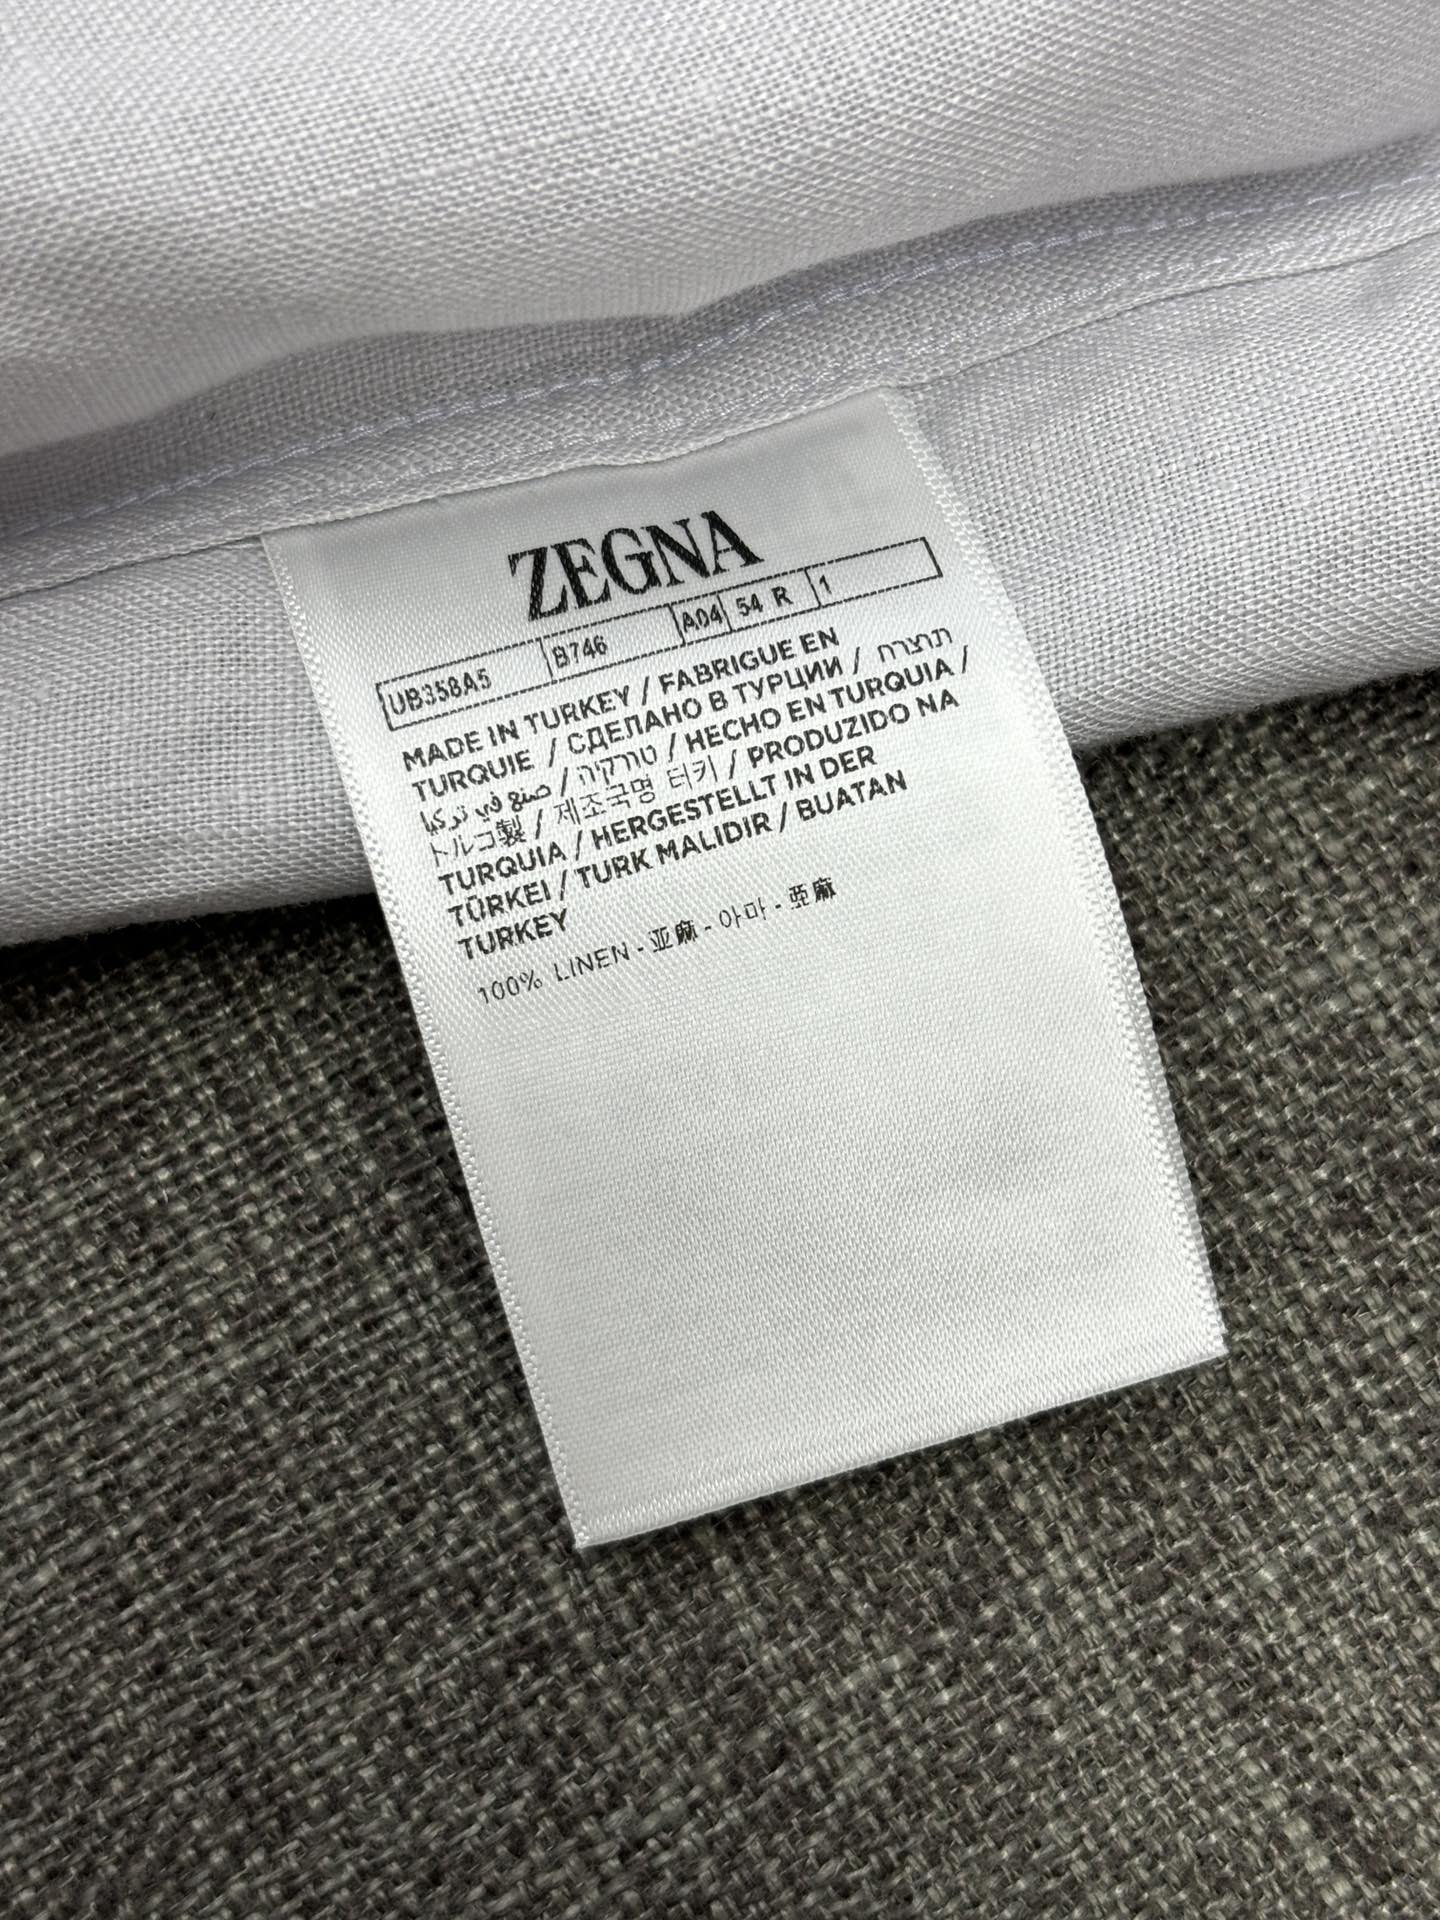 ZEGNA
UB358A5 B746 A04 54 R 1
MADE IN TURKEY / FABRIGUE EN
TURQUIE / СДЕЛАНО В ТУРЦИИ / תוצרת
صنع في تركيا / טורקיה / HECHO EN TURQUIA /
トルコ製 / 제조국명 터키 / PRODUZIDO NA
TURQUIA / HERGESTELLT IN DER
TÜRKEI / TURK MALIDIR / BUATAN
TURKEY
100% LINEN - 亚麻 - 아마 - 亞麻